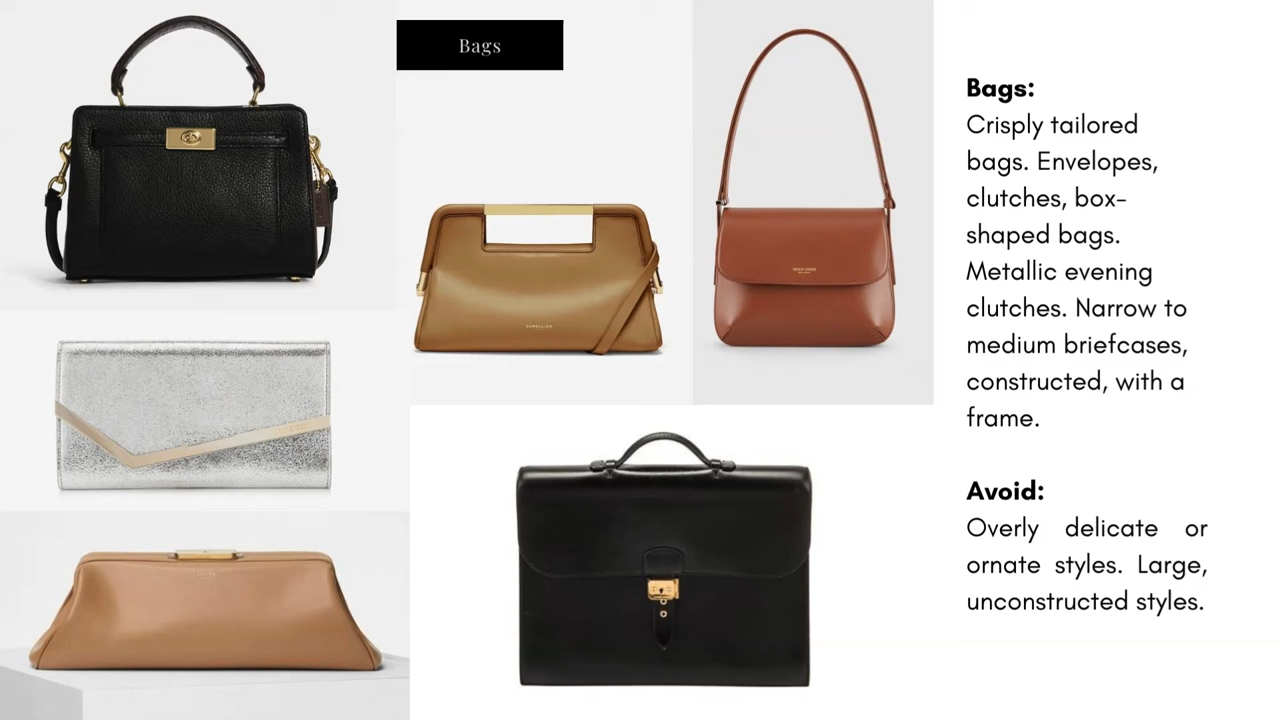 Bags
Bags:
Crisply tailored
bags. Envelopes,
clutches, box-
shaped bags.
Metallic evening
clutches. Narrow to
medium briefcases,
constructed, with a
frame.
Avoid:
Overly delicate or
ornate styles. Large,
unconstructed styles.
DEMELLIER